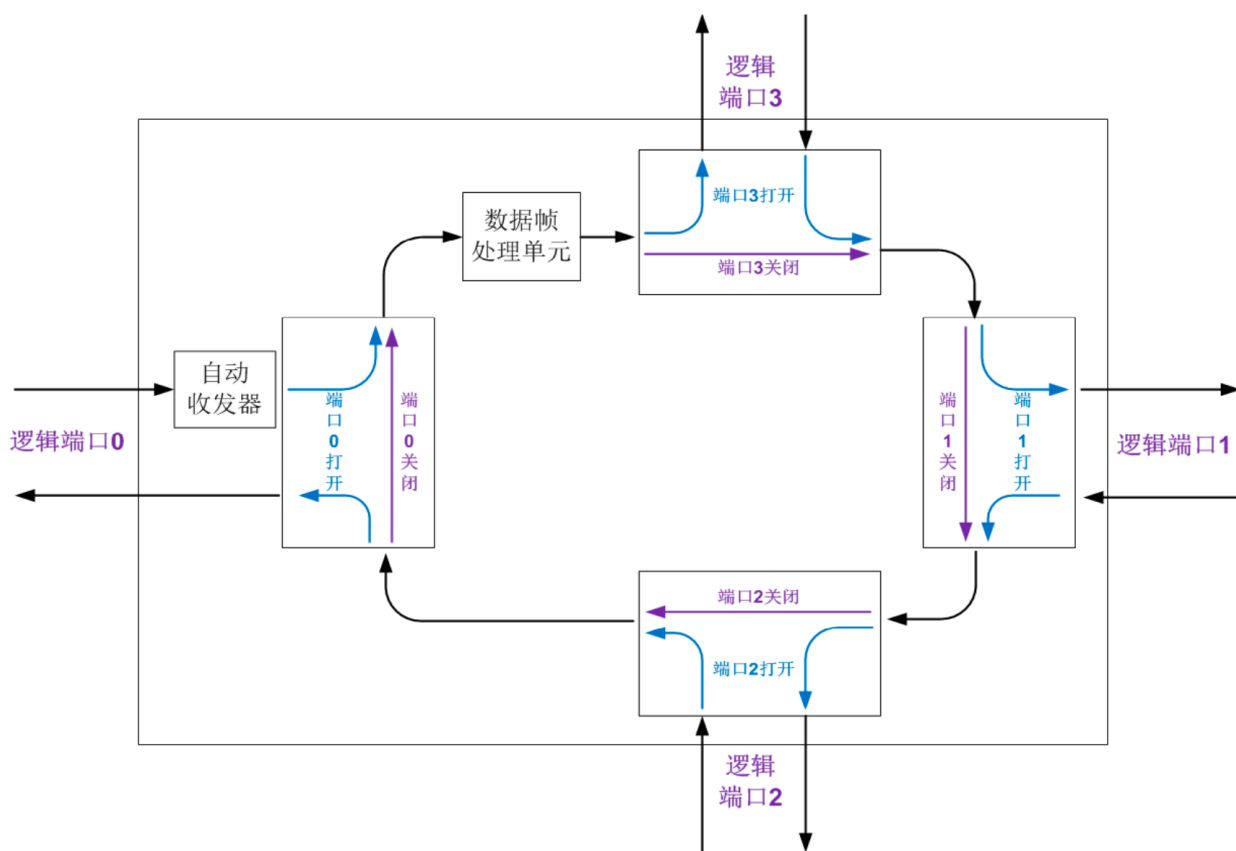 逻辑
端口3
端口3打开
端口3关闭
数据帧
处理单元
自动
收发器
逻辑端口0
端口0打开
端口0关闭
端口1关闭
端口1打开
逻辑端口1
端口2关闭
端口2打开
逻辑
端口2